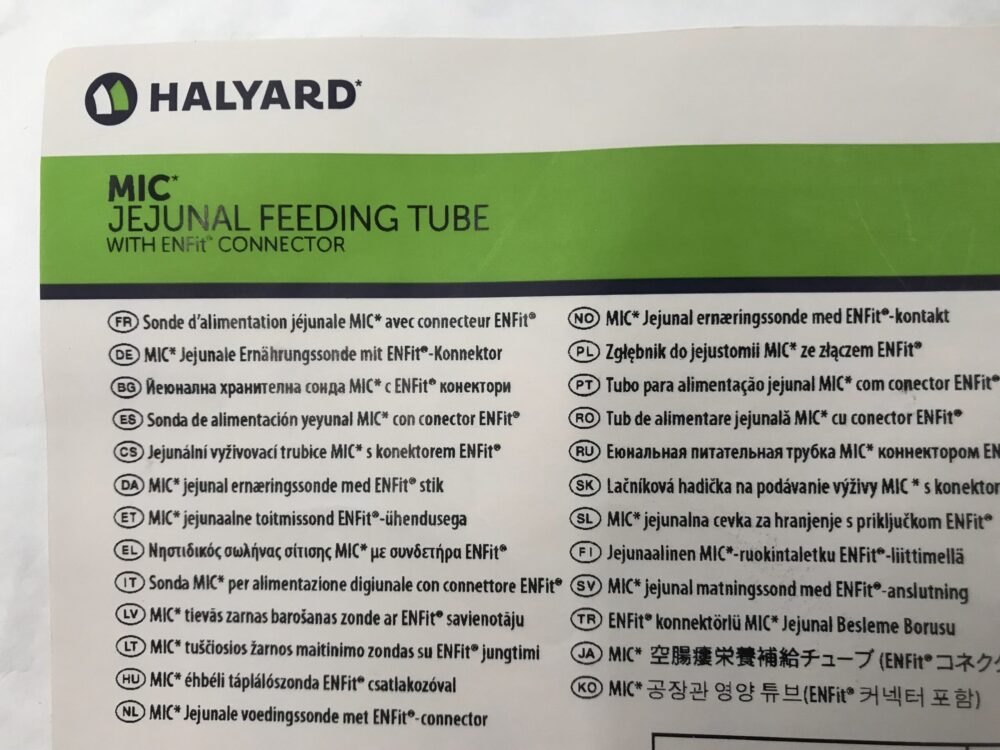 HALYARD*
MIC*
JEJUNAL FEEDING TUBE
WITH ENFit® CONNECTOR
FR Sonde d'alimentation jéjunale MIC* avec connecteur ENFit®
DE MIC* Jejunale Ernährungssonde mit ENFit®-Konnektor
BG Йеюнална хранителна сонда MIC* с ENFit® конектори
ES Sonda de alimentación yeyunal MIC* con conector ENFit®
CS Jejunální vyživovací trubice MIC* s konektorem ENFit®
DA MIC* jejunal ernæringssonde med ENFit® stik
ET MIC* jejunaalne toitmissond ENFit®-ühendusega
EL Νηστιδικός σωλήνας σίτισης MIC* με συνδετήρα ENFit®
IT Sonda MIC* per alimentazione digiunale con connettore ENFit®
LV MIC* tievās zarnas barošanas zonde ar ENFit® savienotāju
LT MIC* tuščiosios žarnos maitinimo zondas su ENFit® jungtimi
HU MIC* éhbéli táplálószonda ENFit® csatlakozóval
NL MIC* Jejunale voedingssonde met ENFit®-connector
NO MIC* Jejunal ernæringssonde med ENFit®-kontakt
PL Zgłębnik do jejustomii MIC* ze złączem ENFit®
PT Tubo para alimentação jejunal MIC* com conector ENFit®
RO Tub de alimentare jejunală MIC* cu conector ENFit®
RU Еюнальная питательная трубка MIC* коннектором EN
SK Lačníková hadička na podávanie výživy MIC * s konektor
SL MIC* jejunalna cevka za hranjenje s priključkom ENFit®
FI Jejunaalinen MIC*-ruokintaletku ENFit®-liittimellä
SV MIC* jejunal matningssond med ENFit®-anslutning
TR ENFit® konnektörlü MIC* Jejunal Besleme Borusu
JA MIC* 空腸瘻栄養補給チューブ (ENFit® コネク
KO MIC* 공장관 영양 튜브(ENFit® 커넥터 포함)